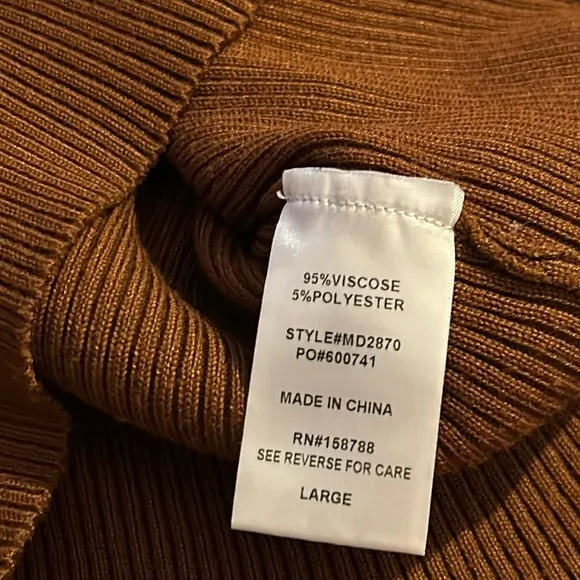 95%VISCOSE
5%POLYESTER
STYLE#MD2870
PO#600741
MADE IN CHINA
RN#158788
SEE REVERSE FOR CARE
LARGE